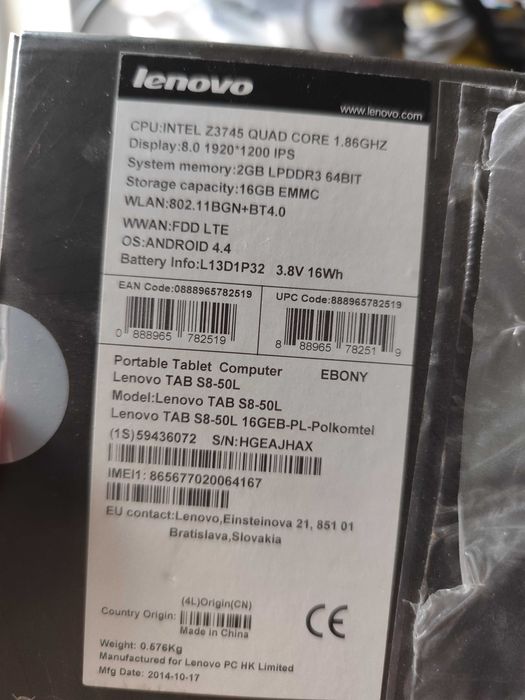 lenovo
www.lenovo.com
CPU:INTEL Z3745 QUAD CORE 1.86GHZ
Display:8.0 1920*1200 IPS
System memory:2GB LPDDR3 64BIT
Storage capacity:16GB EMMC
WLAN:802.11BGN+BT4.0
WWAN:FDD LTE
OS:ANDROID 4.4
Battery Info:L13D1P32 3.8V 16Wh
EAN Code:0888965782519
0 888965 782519
UPC Code:888965782519
8 88965 78251 9
Portable Tablet Computer EBONY
Lenovo TAB S8-50L
Model:Lenovo TAB S8-50L
Lenovo TAB S8-50L 16GEB-PL-Polkomtel
(1S)59436072 S/N:HGEAJHAX
IMEI1: 865677020064167
EU contact:Lenovo,Einsteinova 21, 851 01
Bratislava,Slovakia
(4L)Origin(CN)
Country Origin:
Made in China
CE
Weight: 0.576Kg
Manufactured for Lenovo PC HK Limited
Mfg Date: 2014-10-17